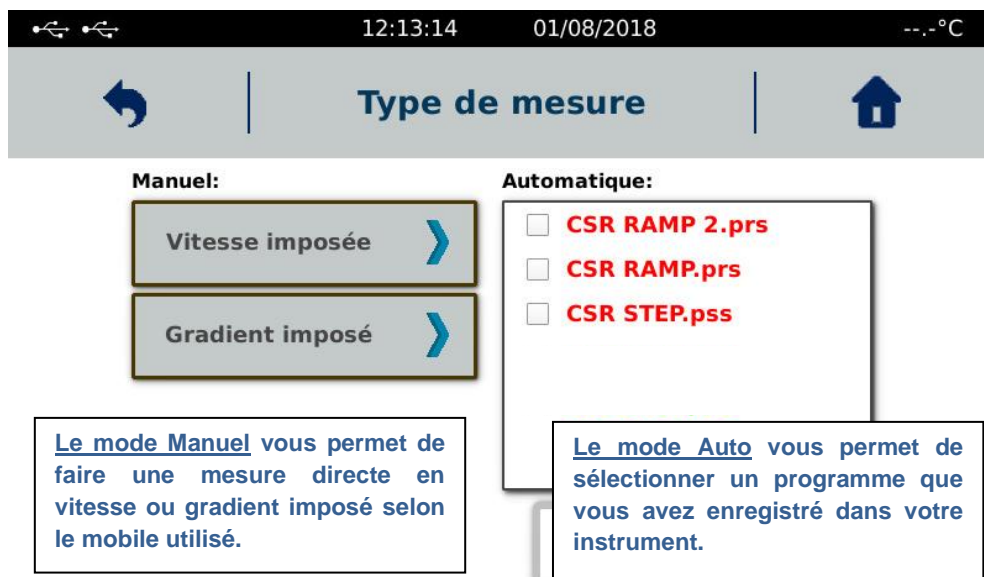 12:13:14 01/08/2018 --.-°C
Type de mesure
Manuel:
Vitesse imposée
Gradient imposé
Automatique:
CSR RAMP 2.prs
CSR RAMP.prs
CSR STEP.pss
Le mode Manuel vous permet de
faire une mesure directe en
vitesse ou gradient imposé selon
le mobile utilisé.
Le mode Auto vous permet de
sélectionner un programme que
vous avez enregistré dans votre
instrument.